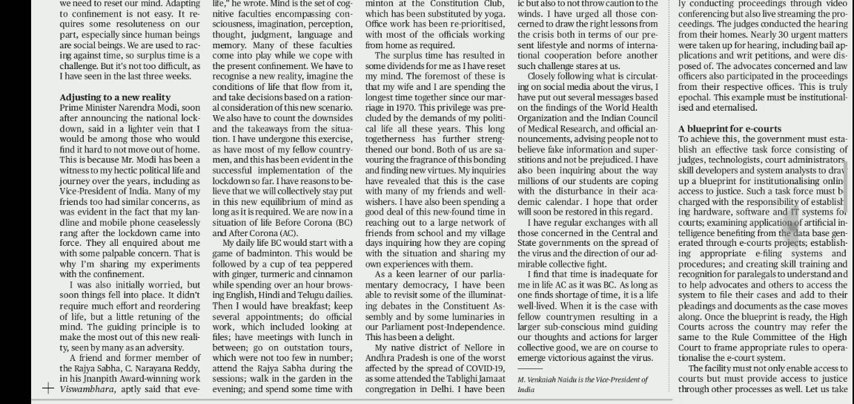 we need to reset our mind. Adapting
to confinement is not easy. It re-
quires some resoluteness on our
part, especially since human beings
are social beings. We are used to rac-
ing against time, so surplus time is a
challenge. But it's not too difficult, as
I have seen in the last three weeks.
Adjusting to a new reality
Prime Minister Narendra Modi, soon
after announcing the national lock-
down, said in a lighter vein that I
would be among those who would
find it hard to not move out of home.
This is because Mr. Modi has been a
witness to my hectic political life and
journey over the years, including as
Vice-President of India. Many of my
friends too had similar concerns, as
was evident in the fact that my lan-
dline and mobile phone ceaselessly
rang after the lockdown came into
force. They all enquired about me
with some palpable concern. That is
why I'm sharing my experiments
with the confinement.
I was also initially worried, but
soon things fell into place. It didn't
require much effort and reordering
of life, but a little retuning of the
mind. The guiding principle is to
make the most out of this new reali-
ty, seen by many as an adversity.
A friend and former member of
the Rajya Sabha, C. Narayana Reddy,
in his Jnanpith Award-winning work
Viswambhara, aptly said that eve-
life," he wrote. Mind is the set of cog-
nitive faculties encompassing con-
sciousness, imagination, perception,
thought, judgment, language and
memory. Many of these faculties
come into play while we cope with
the present confinement. We have to
recognise a new reality, imagine the
conditions of life that flow from it,
and take decisions based on a ration-
al consideration of this new scenario.
We also have to count the downsides
and the takeaways from the situa-
tion. I have undergone this exercise,
as have most of my fellow country-
men, and this has been evident in the
successful implementation of the
lockdown so far. I have reasons to be-
lieve that we will collectively stay put
in this new equilibrium of mind as
long as it is required. We are now in a
situation of life Before Corona (BC)
and After Corona (AC).
My daily life BC would start with a
game of badminton. This would be
followed by a cup of tea peppered
with ginger, turmeric and cinnamon
while spending over an hour brows-
ing English, Hindi and Telugu dailies.
Then I would have breakfast; keep
several appointments; do official
work, which included looking at
files; have meetings with lunch in
between; go on outstation tours,
which were not too few in number;
attend the Rajya Sabha during the
sessions; walk in the garden in the
evening; and spend some time with
minton at the Constitution Club,
which has been substituted by yoga.
Office work has been re-prioritised,
with most of the officials working
from home as required.
The surplus time has resulted in
some dividends for me as I have reset
my mind. The foremost of these is
that my wife and I are spending the
longest time together since our mar-
riage in 1970. This privilege was pre-
cluded by the demands of my politi-
cal life all these years. This long
togetherness has further streng-
thened our bond. Both of us are sa-
vouring the fragrance of this bonding
and finding new virtues. My inquiries
have revealed that this is the case
with many of my friends and well-
wishers. I have also been spending a
good deal of this new-found time in
reaching out to a large network of
friends from school and my village
days inquiring how they are coping
with the situation and sharing my
own experiences with them.
As a keen learner of our parlia-
mentary democracy, I have been
able to revisit some of the illuminat-
ing debates in the Constituent As-
sembly and by some luminaries in
our Parliament post-Independence.
This has been a delight.
My native district of Nellore in
Andhra Pradesh is one of the worst
affected by the spread of COVID-19,
as some attended the Tablighi Jamaat
congregation in Delhi. I have been
ic but also not to throw caution to the
winds. I have urged all those con-
cerned to draw the right lessons from
the crisis both in terms of our pre-
sent lifestyle and norms of interna-
tional cooperation before another
such challenge stares at us.
Closely following what is circulat-
ing on social media about the virus, I
have put out several messages based
on the findings of the World Health
Organization and the Indian Council
of Medical Research, and official an-
nouncements, advising people not to
believe fake information and super-
stitions and not be prejudiced. I have
also been inquiring about the way
millions of our students are coping
with the disturbance in their aca-
demic calendar. I hope that order
will soon be restored in this regard.
I have regular exchanges with all
those concerned in the Central and
State governments on the spread of
the virus and the direction of our ad-
mirable collective fight.
I find that time is inadequate for
me in life AC as it was BC. As long as
one finds shortage of time, it is a life
well-lived. When it is the case with
fellow countrymen resulting in a
larger sub-conscious mind guiding
our thoughts and actions for larger
collective good, we are on course to
emerge victorious against the virus.
M. Venkaiah Naidu is the Vice-President of
India
ly conducting proceedings through video
conferencing but also live streaming the pro-
ceedings. The judges conducted the hearing
from their homes. Nearly 30 urgent matters
were taken up for hearing, including bail ap-
plications and writ petitions, and were dis-
posed of. The advocates concerned and law
officers also participated in the proceedings
from their respective offices. This is truly
epochal. This example must be institutional-
ised and eternalised.
A blueprint for e-courts
To achieve this, the government must esta-
blish an effective task force consisting of
judges, technologists, court administrators,
skill developers and system analysts to draw
up a blueprint for institutionalising online
access to justice. Such a task force must be
charged with the responsibility of establish-
ing hardware, software and IT systems for
courts; examining application of artificial in-
telligence benefiting from the data base gen-
erated through e-courts projects; establish-
ing appropriate e-filing systems and
procedures; and creating skill training and
recognition for paralegals to understand and
to help advocates and others to access the
system to file their cases and add to their
pleadings and documents as the case moves
along. Once the blueprint is ready, the High
Courts across the country may refer the
same to the Rule Committee of the High
Court to frame appropriate rules to opera-
tionalise the e-court system.
The facility must not only enable access to
courts but must provide access to justice
through other processes as well. Let us take